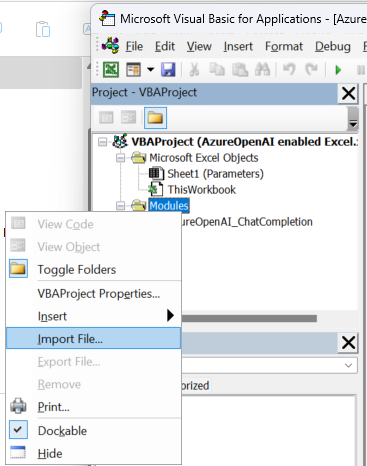 Microsoft Visual Basic for Applications - [Azure
File Edit View Insert Format Debug
Project - VBAProject
VBAProject (AzureOpenAI enabled Excel.
Microsoft Excel Objects
Sheet1 (Parameters)
ThisWorkbook
Modules
ureOpenAI_ChatCompletion
View Code
View Object
Toggle Folders
VBAProject Properties...
Insert
Import File...
Export File...
Remove
orized
Print...
Dockable
Hide